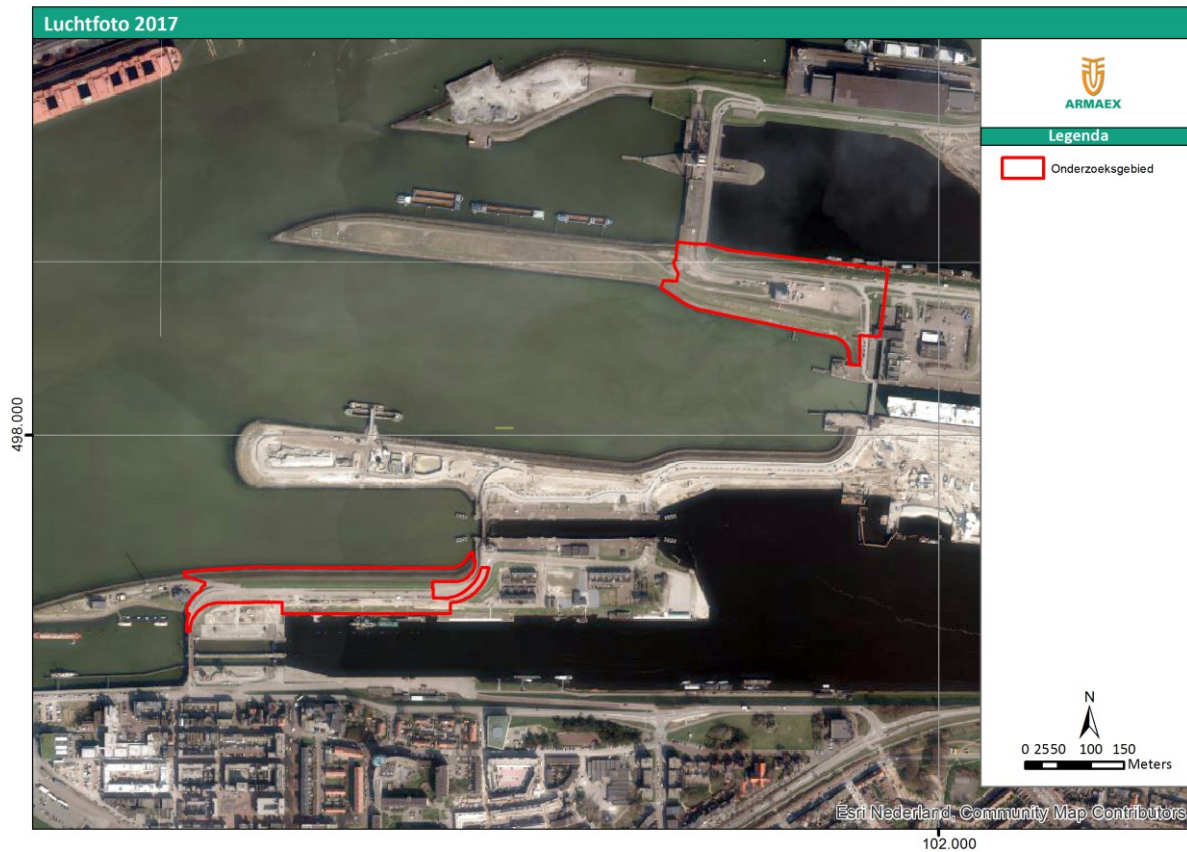 Luchtfoto 2017
ARMAEX
Legenda
Onderzoeksgebied
498.000
N
0 2550 100 150
Meters
Esri Nederland, Community Map Contributors
102.000